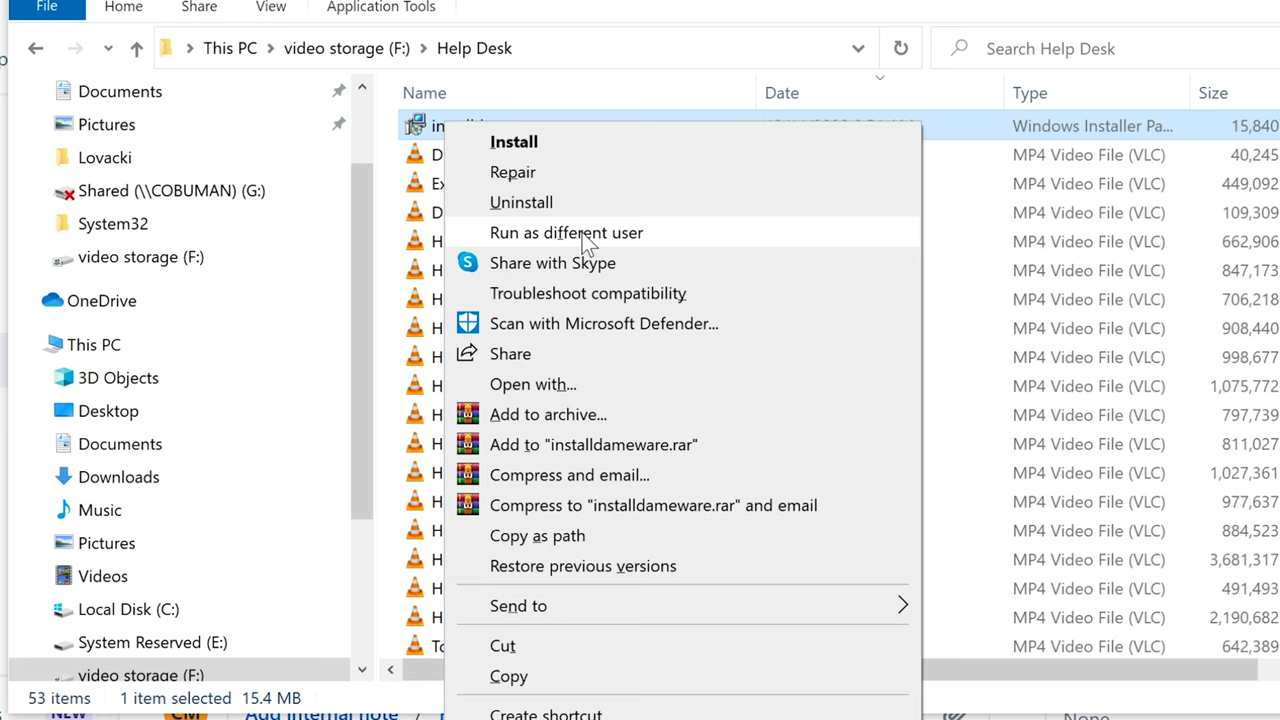 File Home Share View Application Tools
This PC video storage (F:) Help Desk Search Help Desk
Name Date Type Size
Documents
Pictures
Lovacki
Shared (\\COBUMAN) (G:)
System32
video storage (F:)
OneDrive
This PC
3D Objects
Desktop
Documents
Downloads
Music
Pictures
Videos
Local Disk (C:)
System Reserved (E:)
video storage (F:)
Windows Installer Pa... 15,840
D MP4 Video File (VLC) 40,245
Ex MP4 Video File (VLC) 449,092
D MP4 Video File (VLC) 109,309
H MP4 Video File (VLC) 662,906
H MP4 Video File (VLC) 847,173
H MP4 Video File (VLC) 706,218
H MP4 Video File (VLC) 908,440
H MP4 Video File (VLC) 998,677
H MP4 Video File (VLC) 1,075,772
H MP4 Video File (VLC) 797,739
H MP4 Video File (VLC) 811,027
H MP4 Video File (VLC) 1,027,361
H MP4 Video File (VLC) 977,637
H MP4 Video File (VLC) 884,523
H MP4 Video File (VLC) 3,681,317
H MP4 Video File (VLC) 491,493
H MP4 Video File (VLC) 2,190,682
To MP4 Video File (VLC) 642,389
Install
Repair
Uninstall
Run as different user
Share with Skype
Troubleshoot compatibility
Scan with Microsoft Defender...
Share
Open with...
Add to archive...
Add to "installdameware.rar"
Compress and email...
Compress to "installdameware.rar" and email
Copy as path
Restore previous versions
Send to
Cut
Copy
Create shortcut
53 items 1 item selected 15.4 MB
NEW CM Add internal note / None